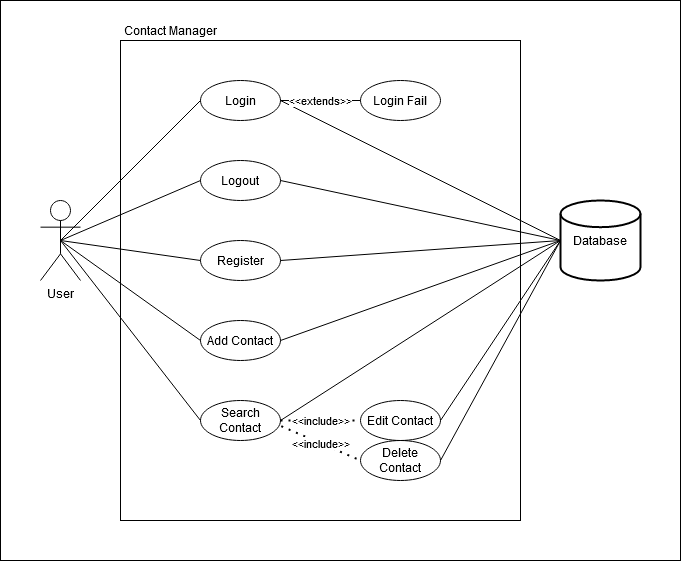 Contact Manager
Login
<<extends>>
Login Fail
Logout
Register
Database
User
Add Contact
Search
Contact
<<include>>
Edit Contact
<<include>>
Delete
Contact